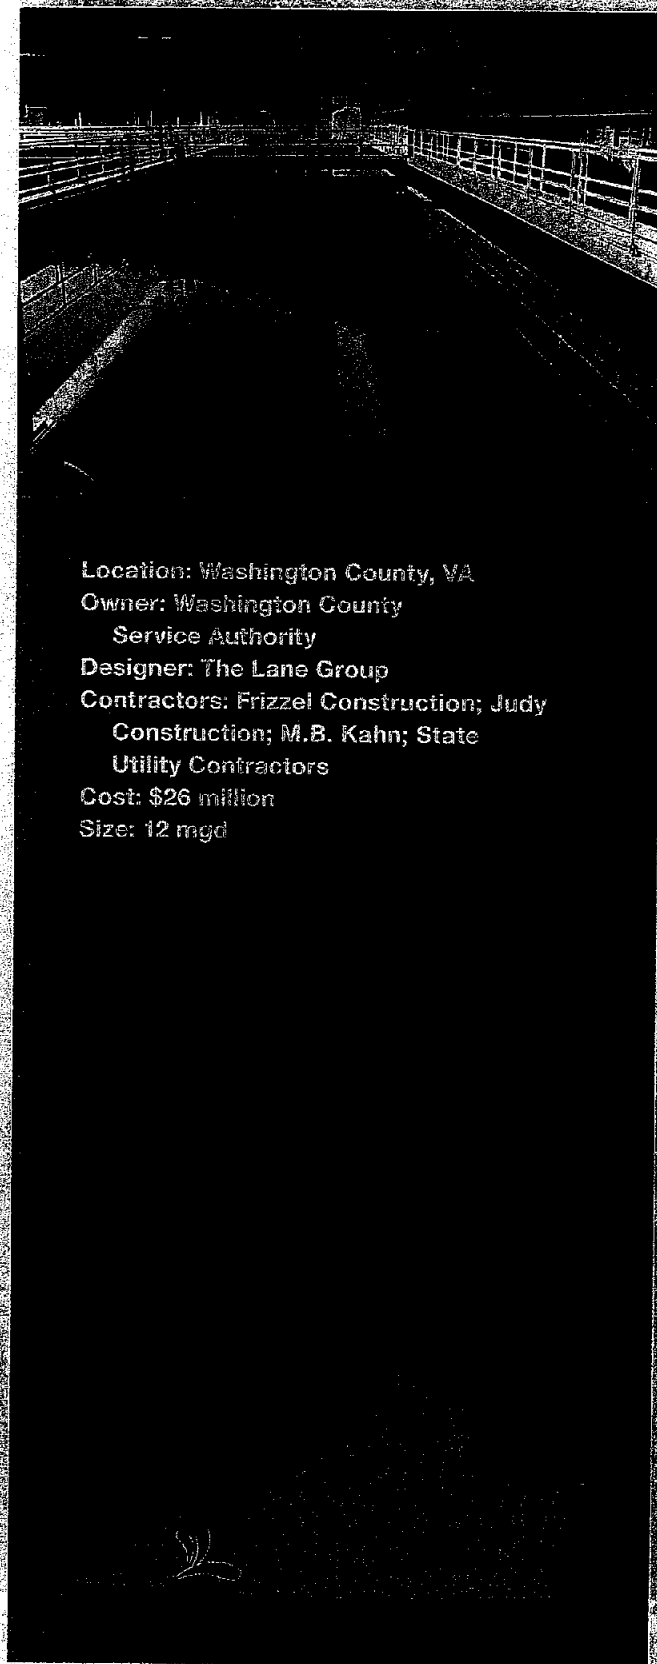 Location: Washington County, VA
Owner: Washington County
Service Authority
Designer: The Lane Group
Contractors: Frizzel Construction; Judy
Construction; M.B. Kahn; State
Utility Contractors
Cost: $26 million
Size: 12 mgd